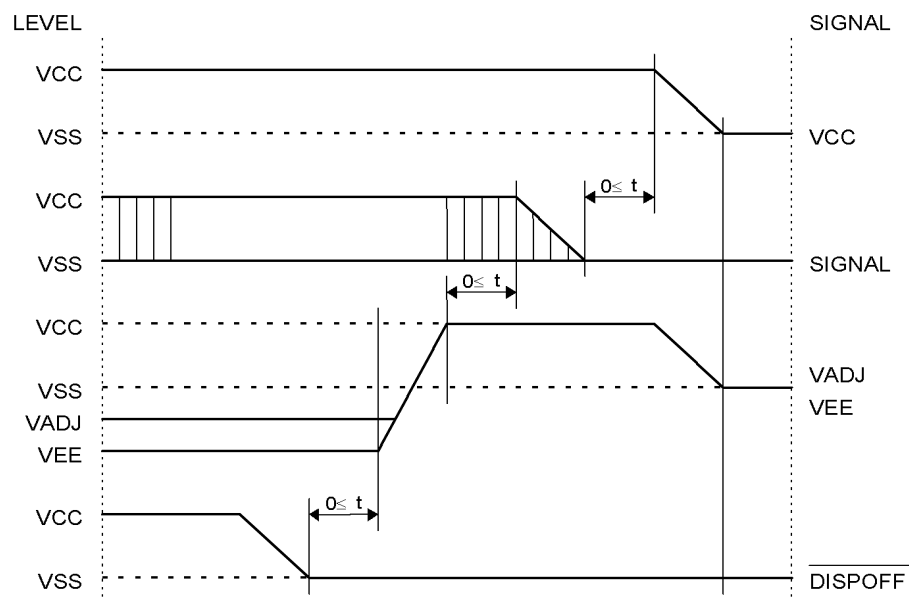 LEVEL SIGNAL
VCC
VSS VCC
0≤ t
VCC
VSS SIGNAL
0≤ t
VCC
VSS VADJ
VADJ VEE
VEE
0≤ t
VCC
VSS DISPOFF